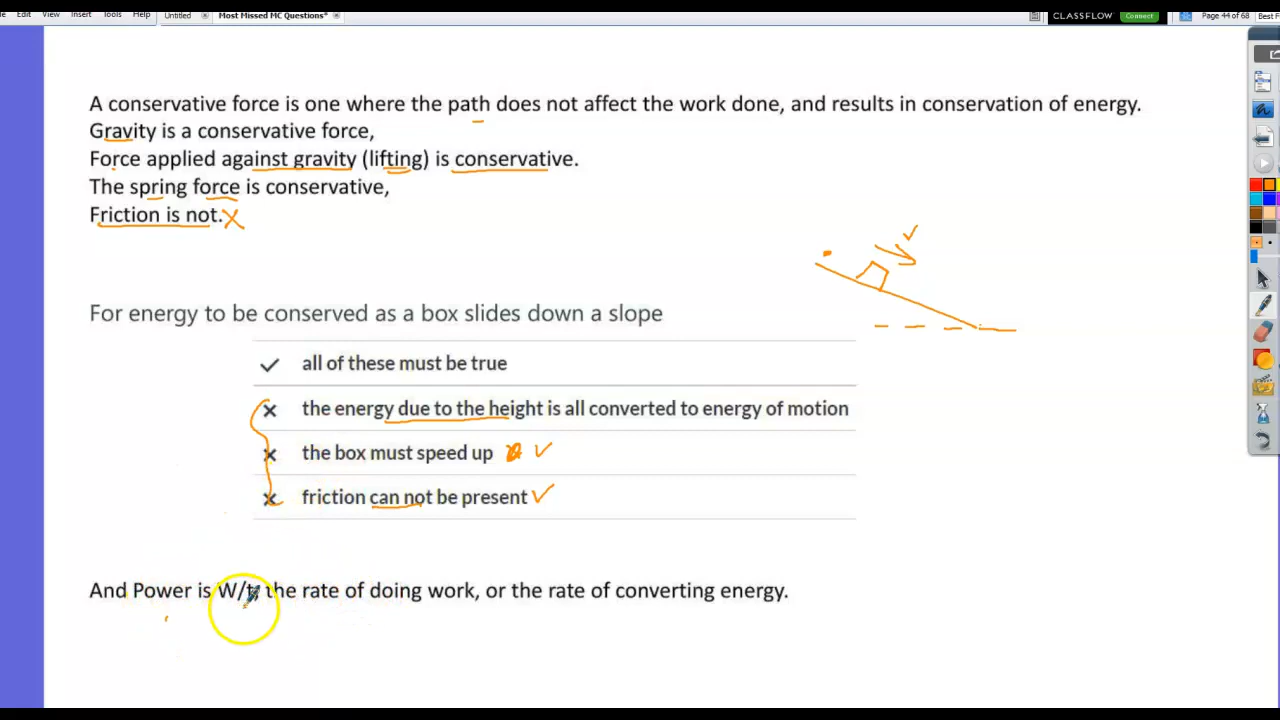 Edit View Insert Tools Help Untitled Most Missed MC Questions* CLASSFLOW Connect Page 44 of 68 Best F
A conservative force is one where the path does not affect the work done, and results in conservation of energy.
Gravity is a conservative force,
Force applied against gravity (lifting) is conservative.
The spring force is conservative,
Friction is not.
For energy to be conserved as a box slides down a slope
all of these must be true
the energy due to the height is all converted to energy of motion
the box must speed up
friction can not be present
And Power is W/t, the rate of doing work, or the rate of converting energy.